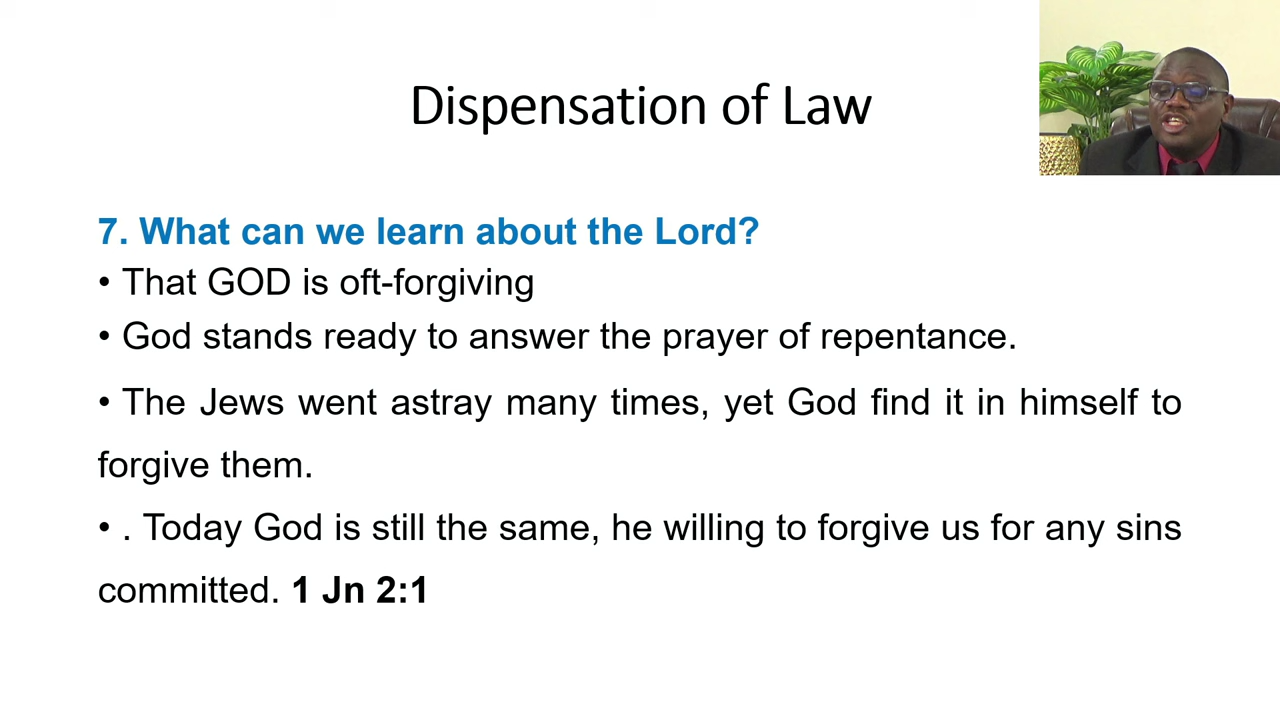 Dispensation of Law
7. What can we learn about the Lord?
• That GOD is oft-forgiving
• God stands ready to answer the prayer of repentance.
• The Jews went astray many times, yet God find it in himself to
forgive them.
• . Today God is still the same, he willing to forgive us for any sins
committed. 1 Jn 2:1